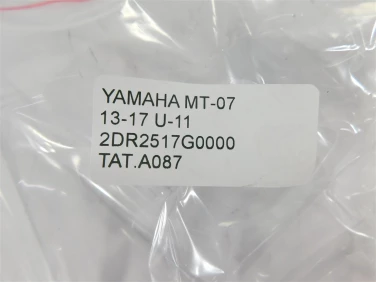 YAMAHA MT-07
13-17 U-11
2DR2517G0000
TAT.A087